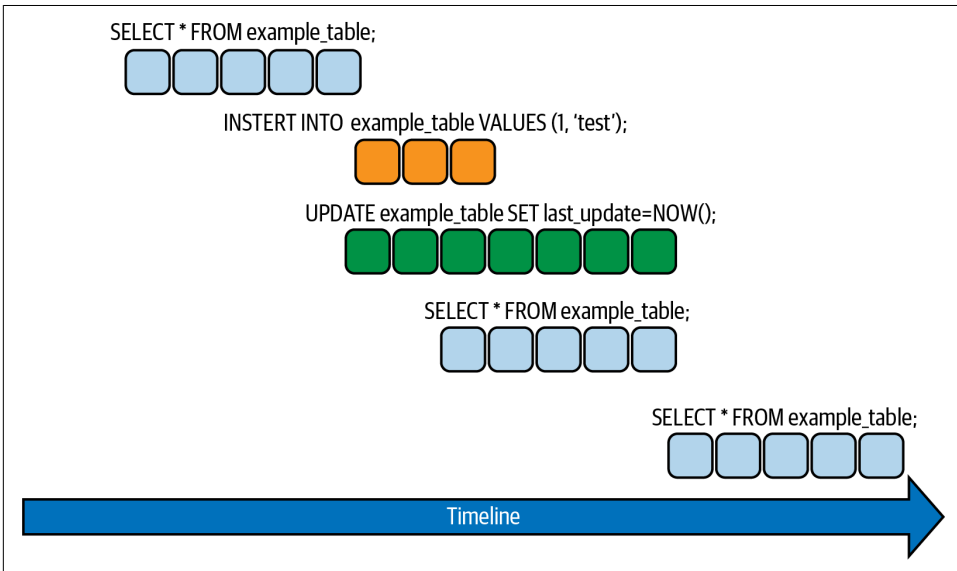 SELECT * FROM example_table;
INSTERT INTO example_table VALUES (1, ‘test’);
UPDATE example_table SET last_update=NOW();
SELECT * FROM example_table;
SELECT * FROM example_table;
Timeline